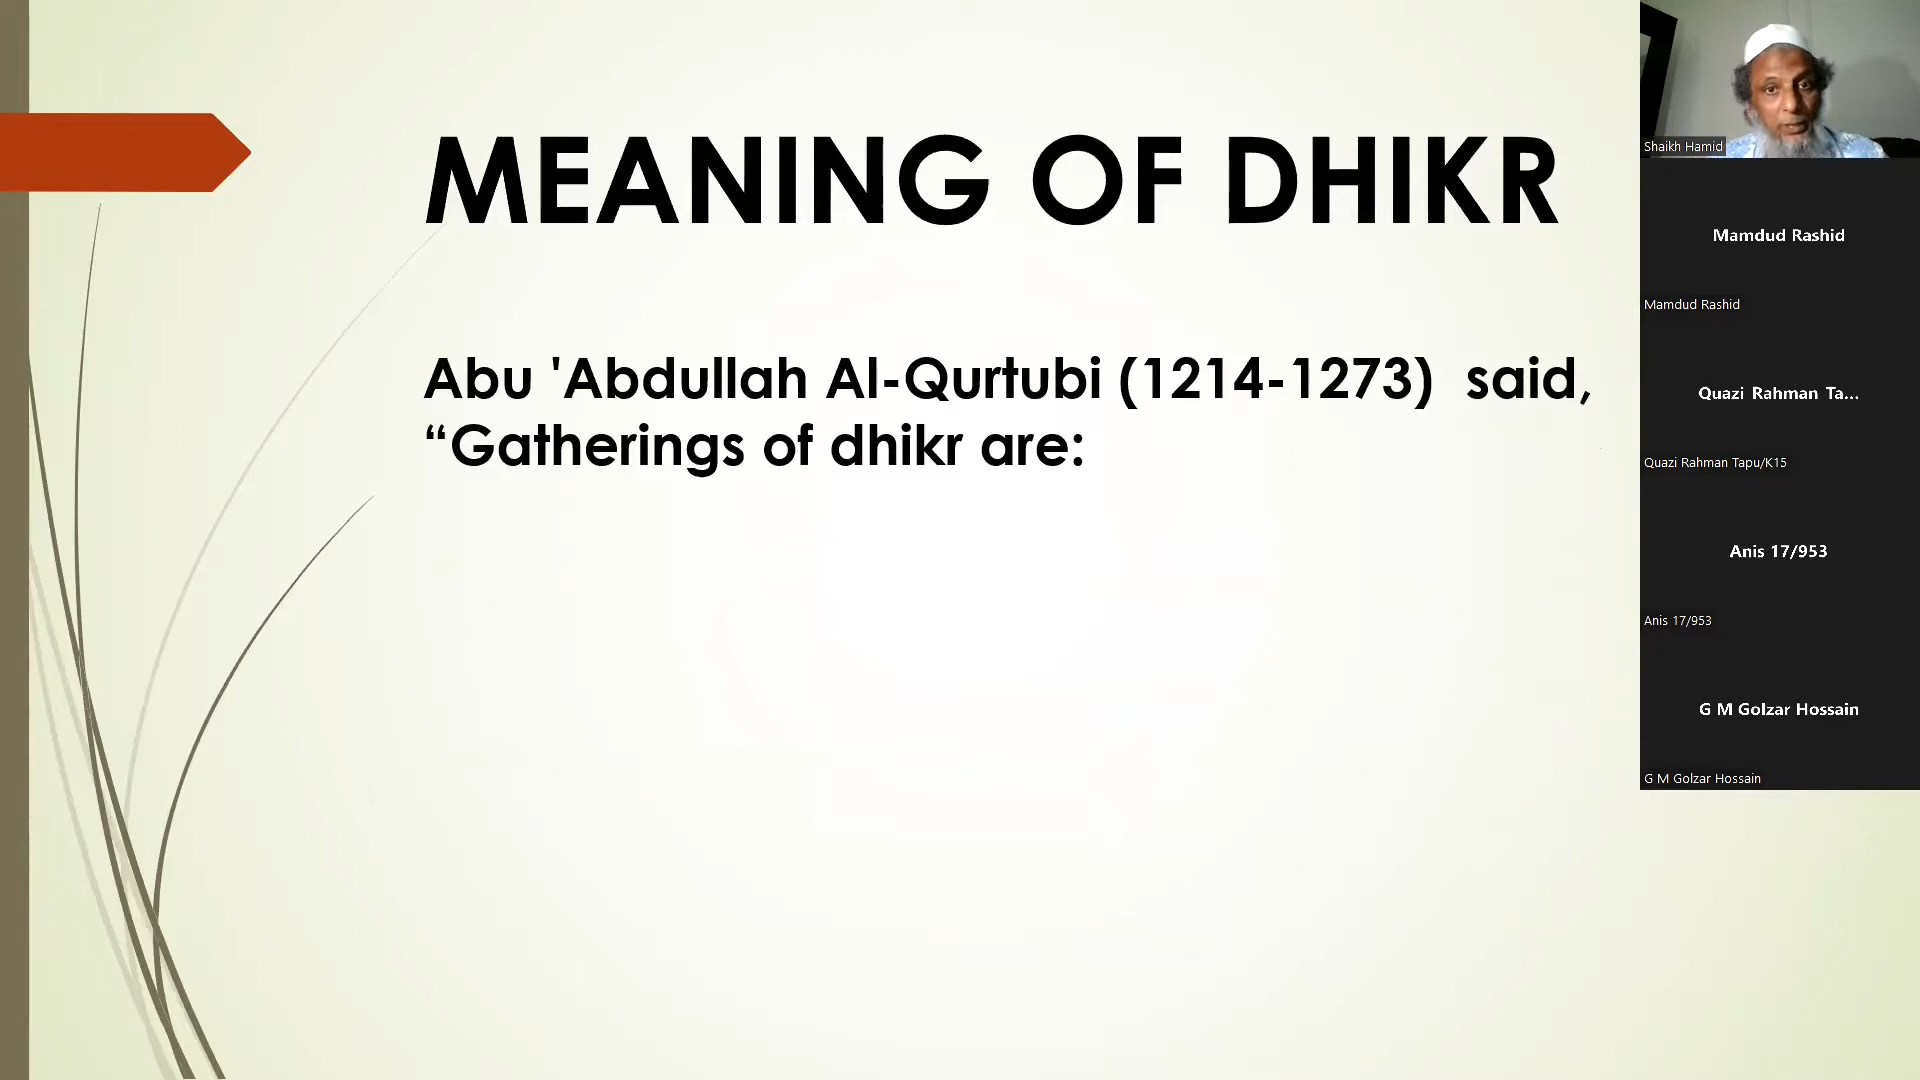 MEANING OF DHIKR
Abu 'Abdullah Al-Qurtubi (1214-1273)  said,
“Gatherings of dhikr are:
Shaikh Hamid
Mamdud Rashid
Mamdud Rashid
Quazi Rahman Ta...
Quazi Rahman Tapu/K15
Anis 17/953
Anis 17/953
G M Golzar Hossain
G M Golzar Hossain